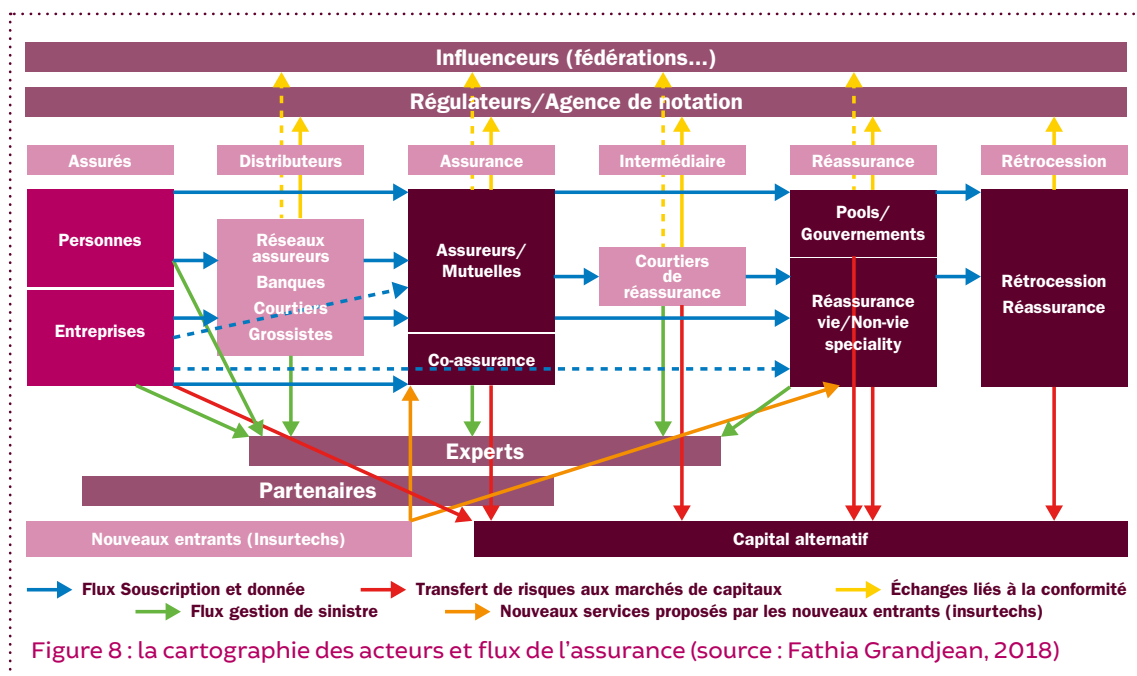 Influenceurs (fédérations...)
Régulateurs/Agence de notation
Assurés
Distributeurs
Assurance
Intermédiaire
Réassurance
Rétrocession
Personnes
Entreprises
Réseaux
assureurs
Banques
Courtiers
Grossistes
Assureurs/
Mutuelles
Co-assurance
Courtiers
de
réassurance
Pools/
Gouvernements
Réassurance
vie/Non-vie
speciality
Rétrocession
Réassurance
Experts
Partenaires
Nouveaux entrants (Insurtechs)
Capital alternatif
Flux Souscription et donnée
Transfert de risques aux marchés de capitaux
Échanges liés à la conformité
Flux gestion de sinistre
Nouveaux services proposés par les nouveaux entrants (insurtechs)
Figure 8 : la cartographie des acteurs et flux de l'assurance (source : Fathia Grandjean, 2018)